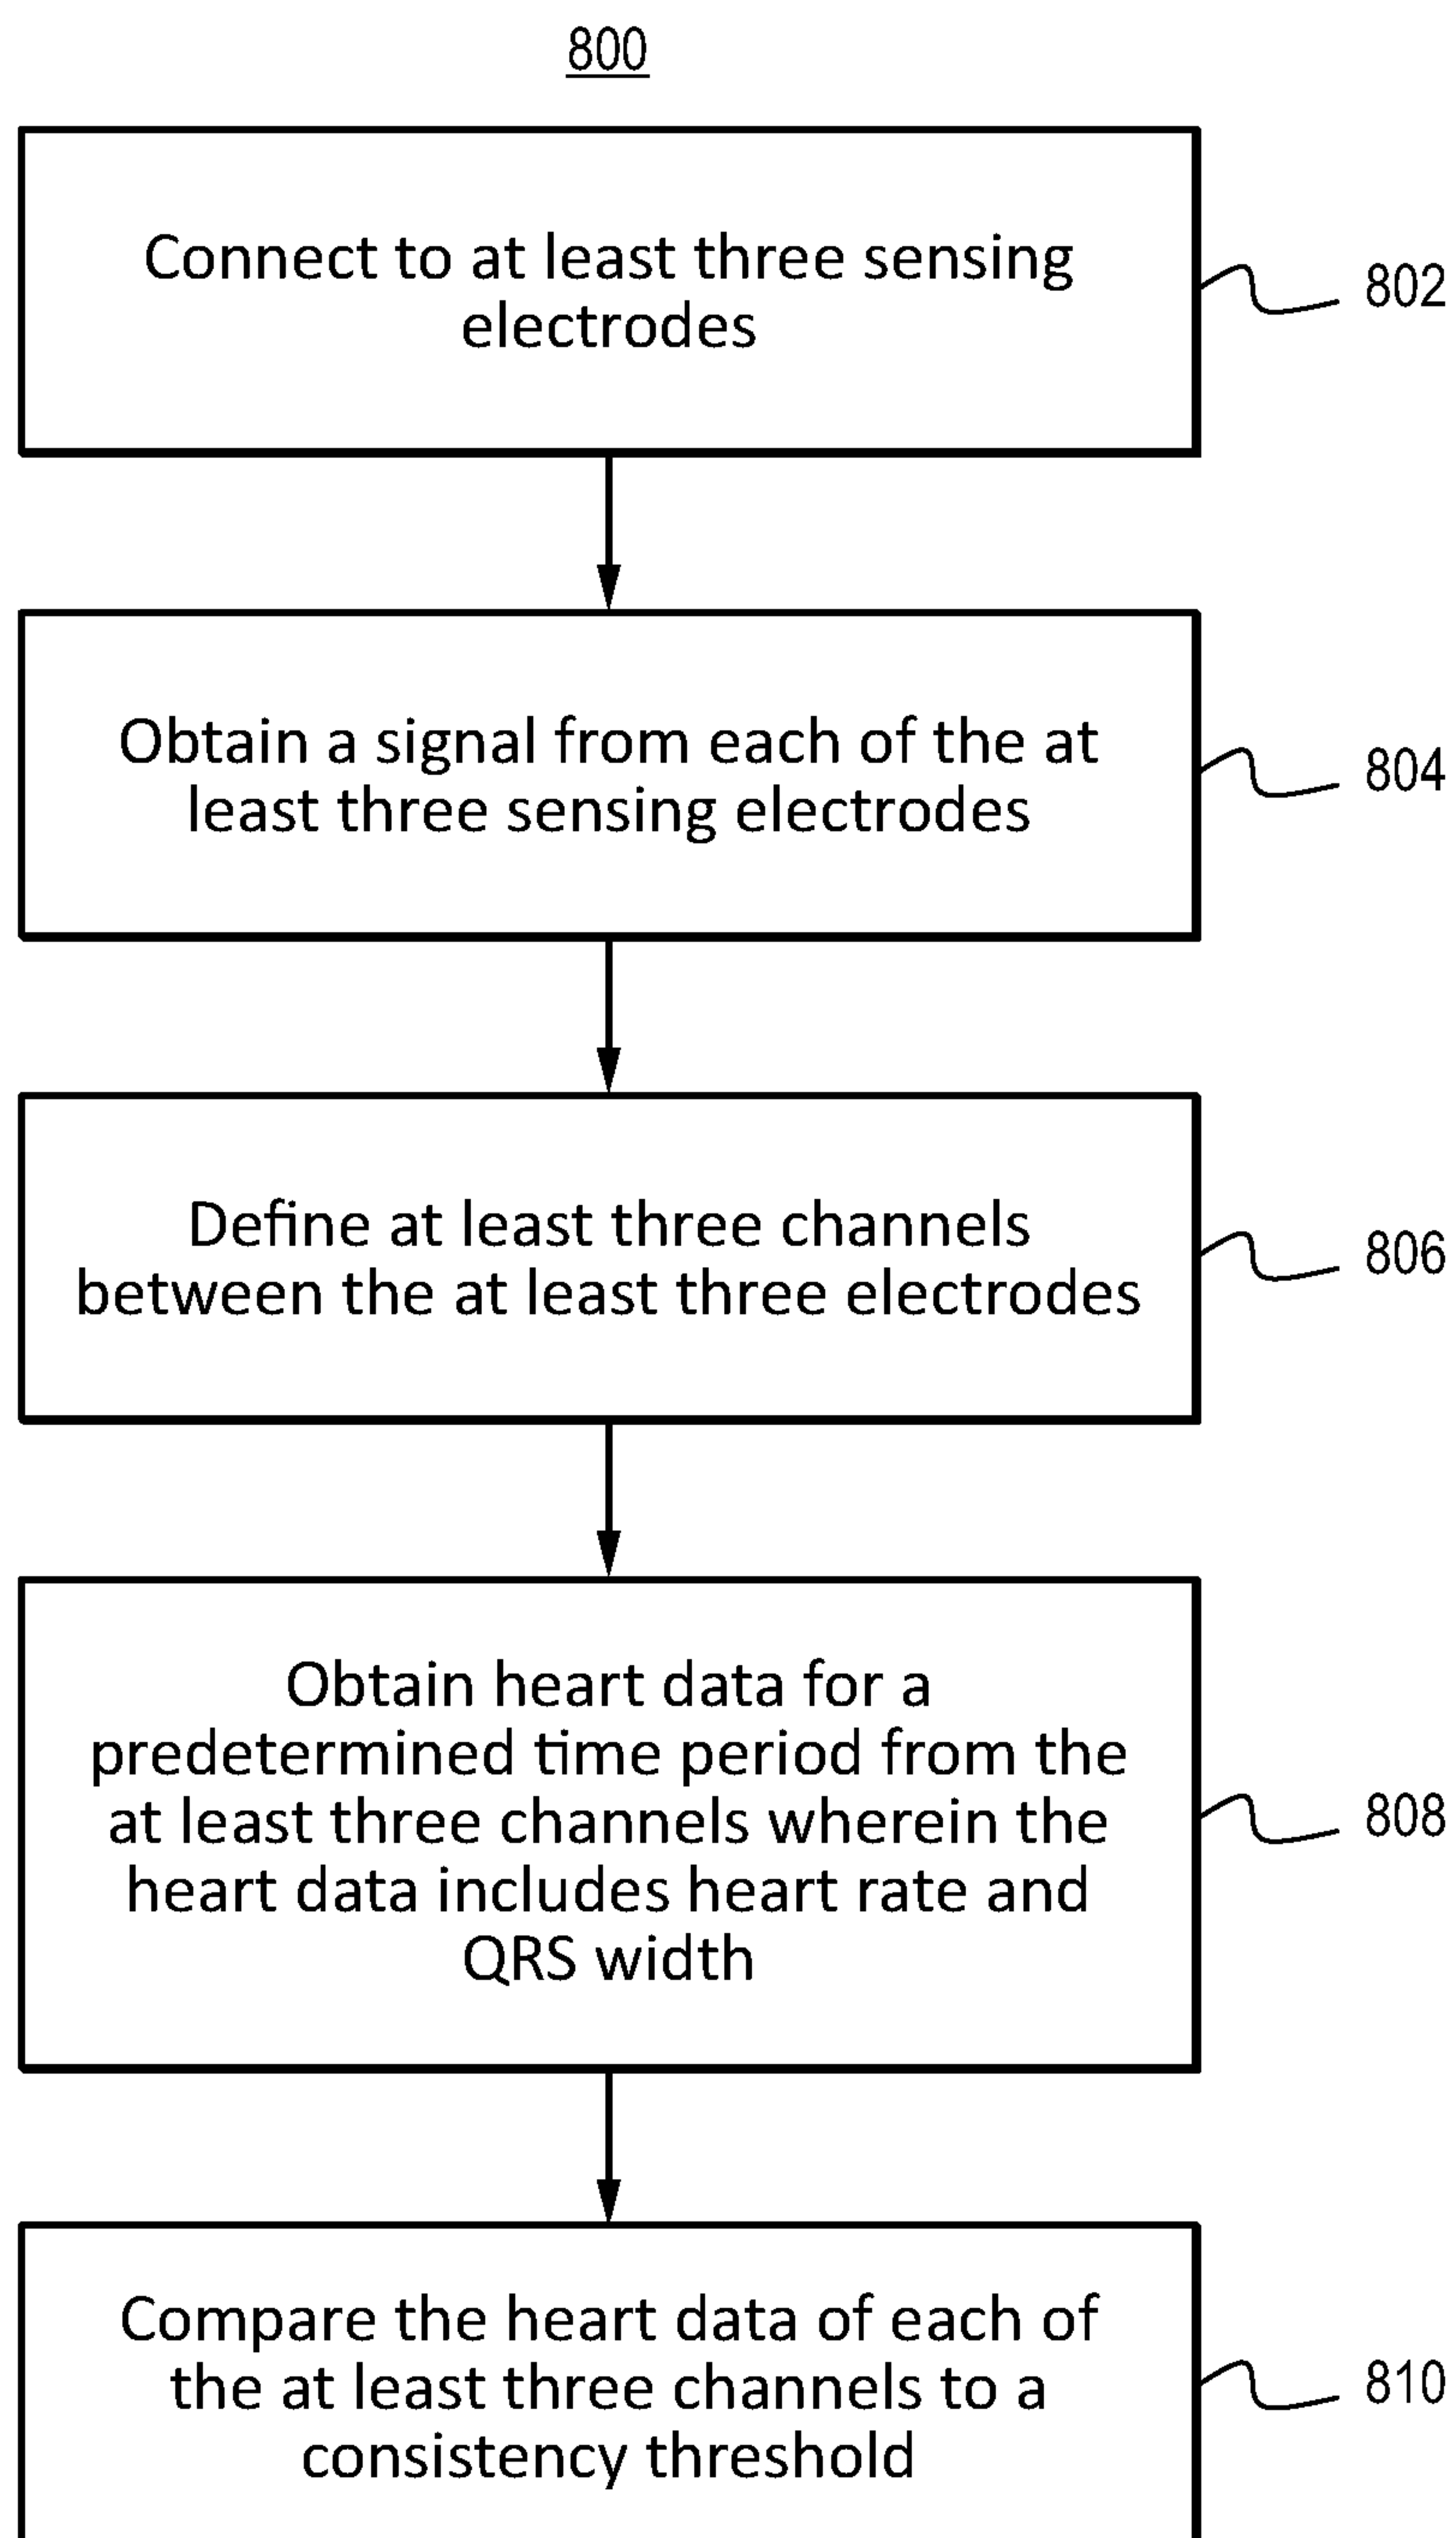 800
Connect to at least three sensing
electrodes
802
Obtain a signal from each of the at
least three sensing electrodes
804
Define at least three channels
between the at least three electrodes
806
Obtain heart data for a
predetermined time period from the
at least three channels wherein the
heart data includes heart rate and
QRS width
808
Compare the heart data of each of
the at least three channels to a
consistency threshold
810